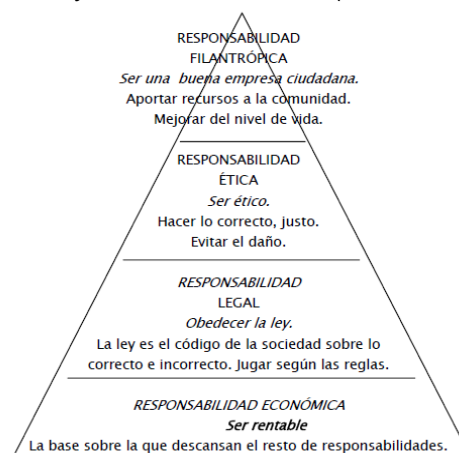 RESPONSABILIDAD
FILANTRÓPICA
Ser una buena empresa ciudadana.
Aportar recursos a la comunidad.
Mejorar del nivel de vida.
RESPONSABILIDAD
ÉTICA
Ser ético.
Hacer lo correcto, justo.
Evitar el daño.
RESPONSABILIDAD
LEGAL
Obedecer la ley.
La ley es el código de la sociedad sobre lo
correcto e incorrecto. Jugar según las reglas.
RESPONSABILIDAD ECONÓMICA
Ser rentable
La base sobre la que descansan el resto de responsabilidades.